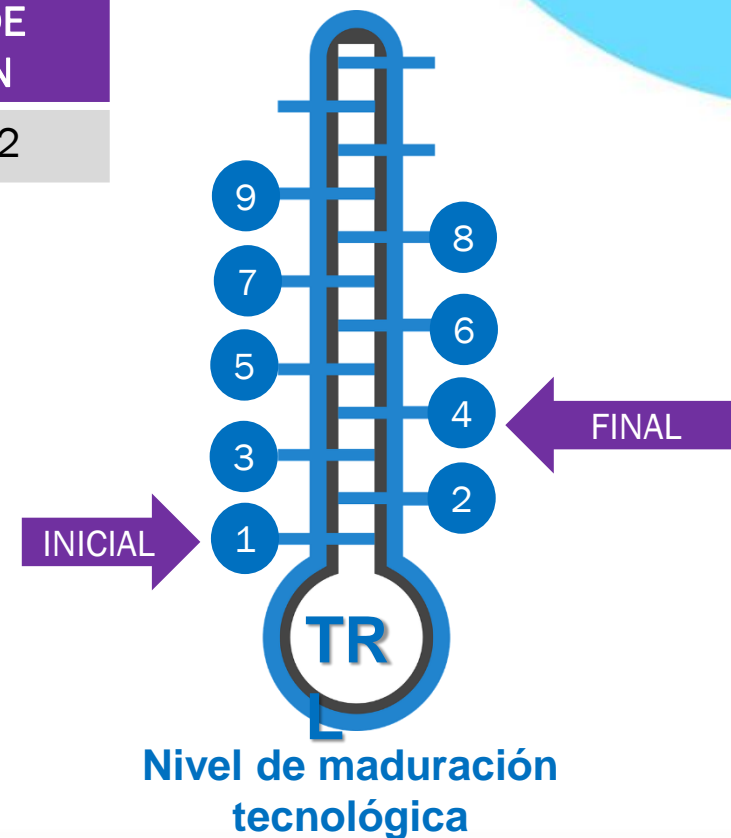 DE
N
2
9
8
7
6
5
4
FINAL
3
2
INICIAL
1
TR
L
Nivel de maduración
tecnológica